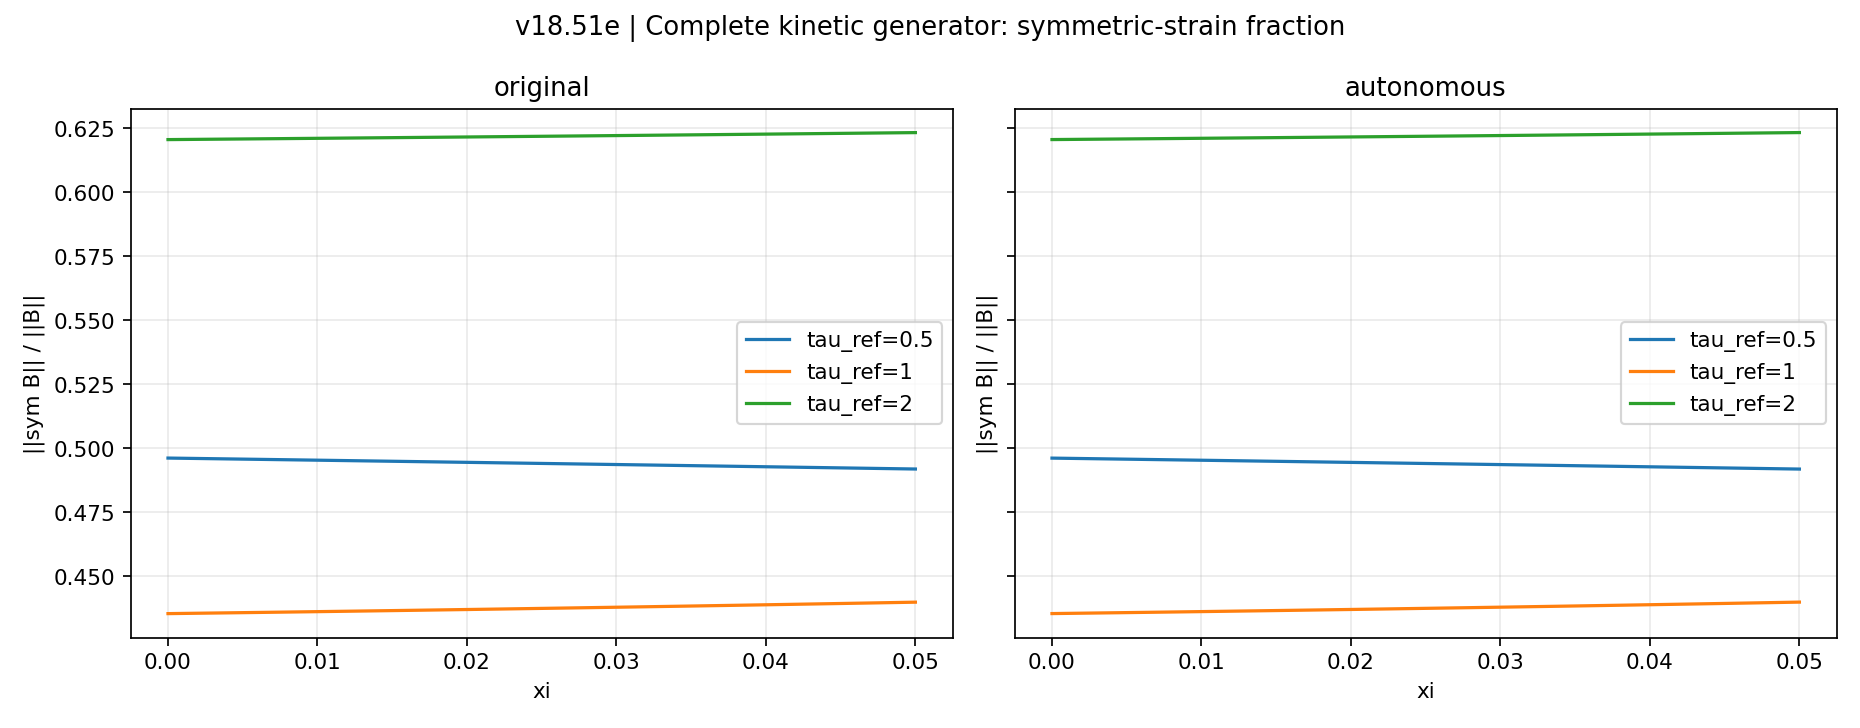 v18.51e | Complete kinetic generator: symmetric-strain fraction
original
||sym B|| / ||B||
0.625
0.600
0.575
0.550
0.525
0.500
0.475
0.450
tau_ref=0.5
tau_ref=1
tau_ref=2
0.00 0.01 0.02 0.03 0.04 0.05
xi
autonomous
||sym B|| / ||B||
tau_ref=0.5
tau_ref=1
tau_ref=2
0.00 0.01 0.02 0.03 0.04 0.05
xi